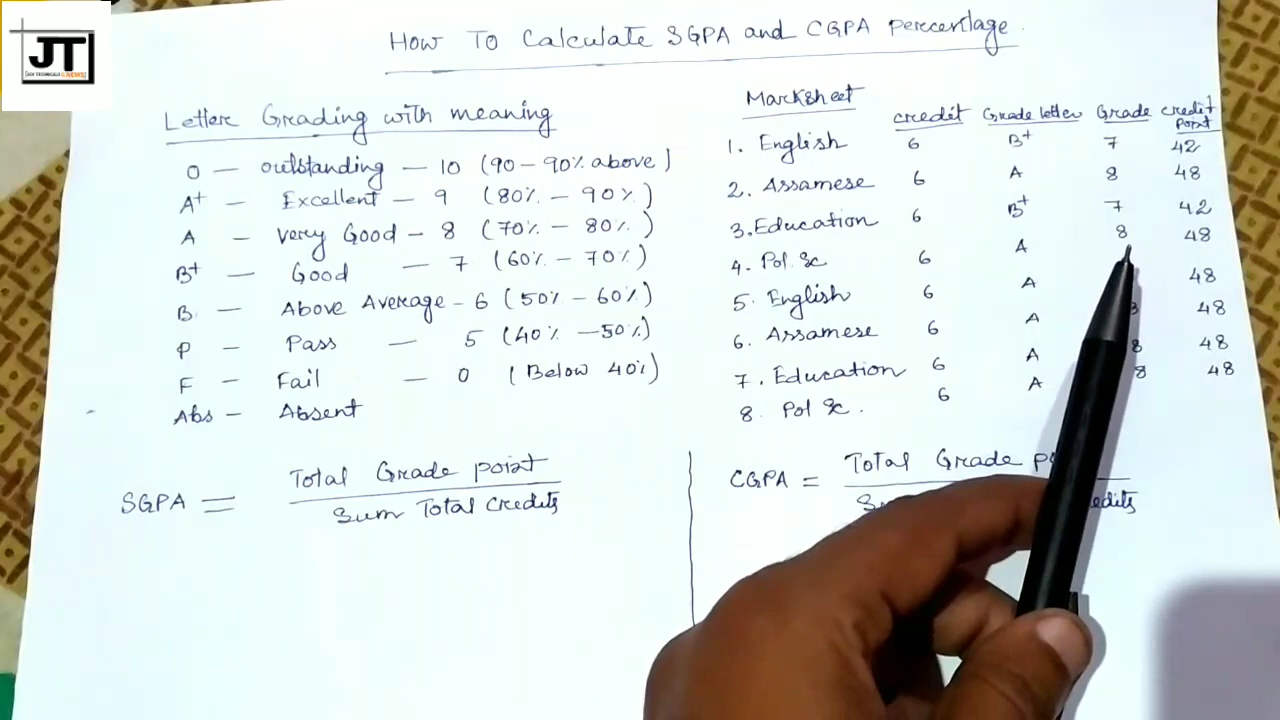 JT
How To Calculate SGPA and CGPA percentage.
Letter Grading with meaning
O — outstanding — 10 (90 – 90% above)
A+ — Excellent — 9 (80% – 90%)
A — very Good – 8 (70% – 80%)
B+ — Good — 7 (60% – 70%)
B — Above Average – 6 (50% – 60%)
P — Pass — 5 (40% – 50%)
F — Fail — 0 (Below 40%)
Abs – Absent
SGPA = Total Grade point
Sum Total Credits
Marksheet credit Grade letter Grade credit point
1. English 6 B+ 7 42
2. Assamese 6 A 8 48
3. Education 6 B+ 7 42
4. Pol. Sc 6 A 8 48
5. English 6 A 48
6. Assamese 6 A 8 48
7. Education 6 A 8 48
8. Pol Sc. 6 A 8 48
CGPA = Total Grade